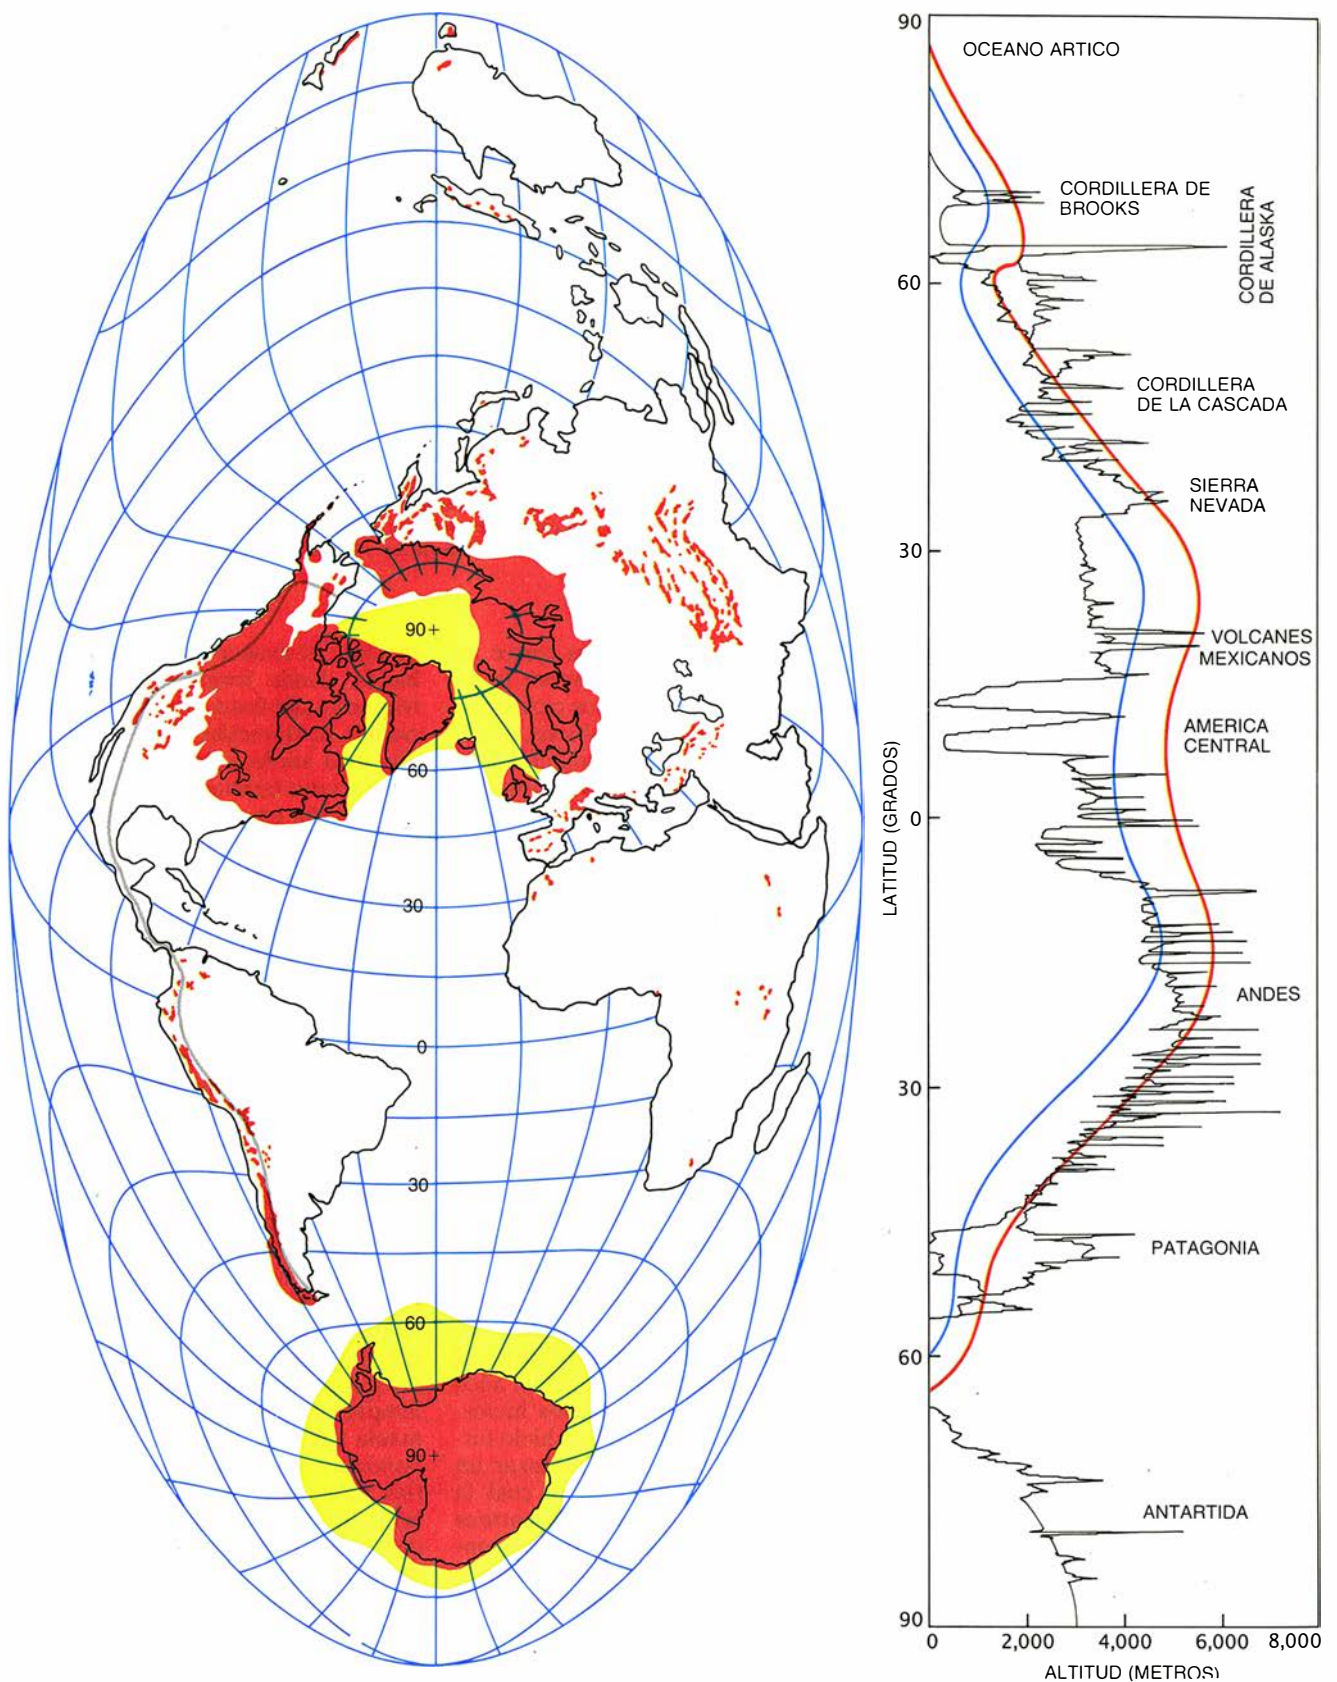 90+
60
30
0
30
60
90+
90
OCEANO ARTICO
CORDILLERA DE
BROOKS
CORDILLERA
DE ALASKA
60
CORDILLERA
DE LA CASCADA
SIERRA
NEVADA
30
VOLCANES
MEXICANOS
AMERICA
CENTRAL
LATITUD (GRADOS)
0
ANDES
30
PATAGONIA
60
ANTARTIDA
90
0 2,000 4,000 6,000 8,000
ALTITUD (METROS)